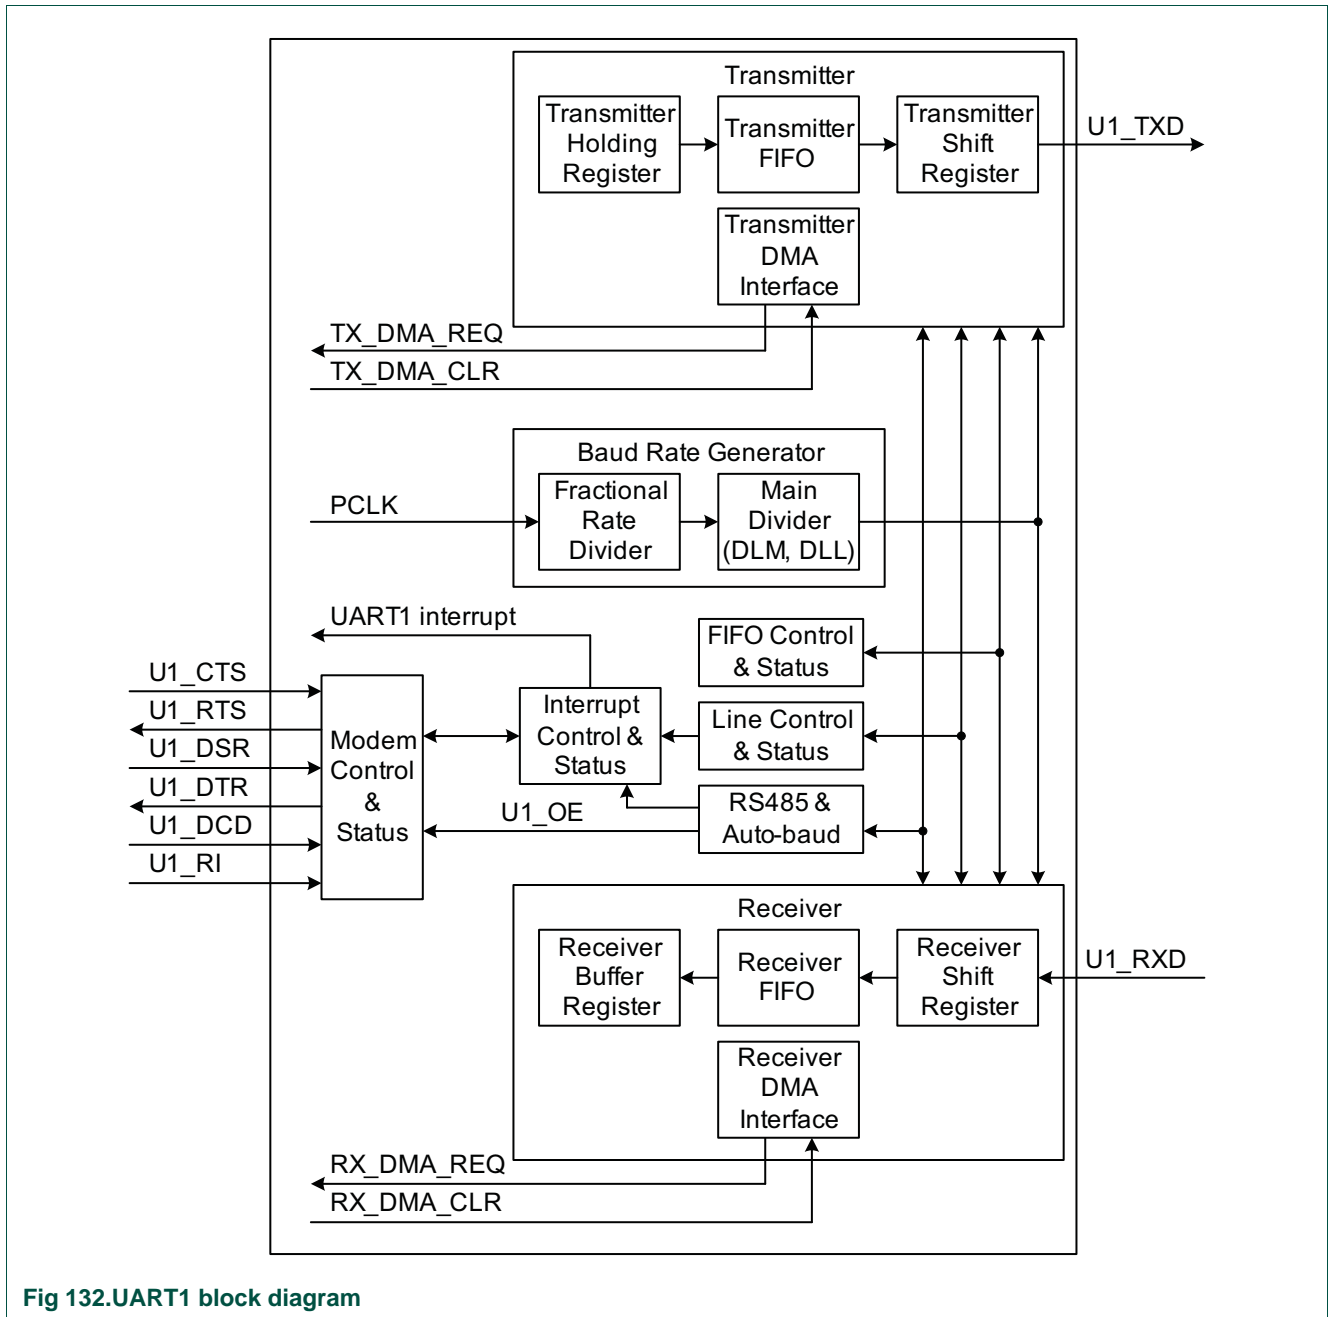 Transmitter
Transmitter
Holding
Register
Transmitter
FIFO
Transmitter
Shift
Register
U1_TXD
Transmitter
DMA
Interface
TX_DMA_REQ
TX_DMA_CLR
Baud Rate Generator
PCLK
Fractional
Rate
Divider
Main
Divider
(DLM, DLL)
UART1 interrupt
FIFO Control
& Status
U1_CTS
U1_RTS
U1_DSR
U1_DTR
U1_DCD
U1_RI
Modem
Control
&
Status
Interrupt
Control &
Status
Line Control
& Status
U1_OE
RS485 &
Auto-baud
Receiver
Receiver
Buffer
Register
Receiver
FIFO
Receiver
Shift
Register
U1_RXD
Receiver
DMA
Interface
RX_DMA_REQ
RX_DMA_CLR
Fig 132.UART1 block diagram